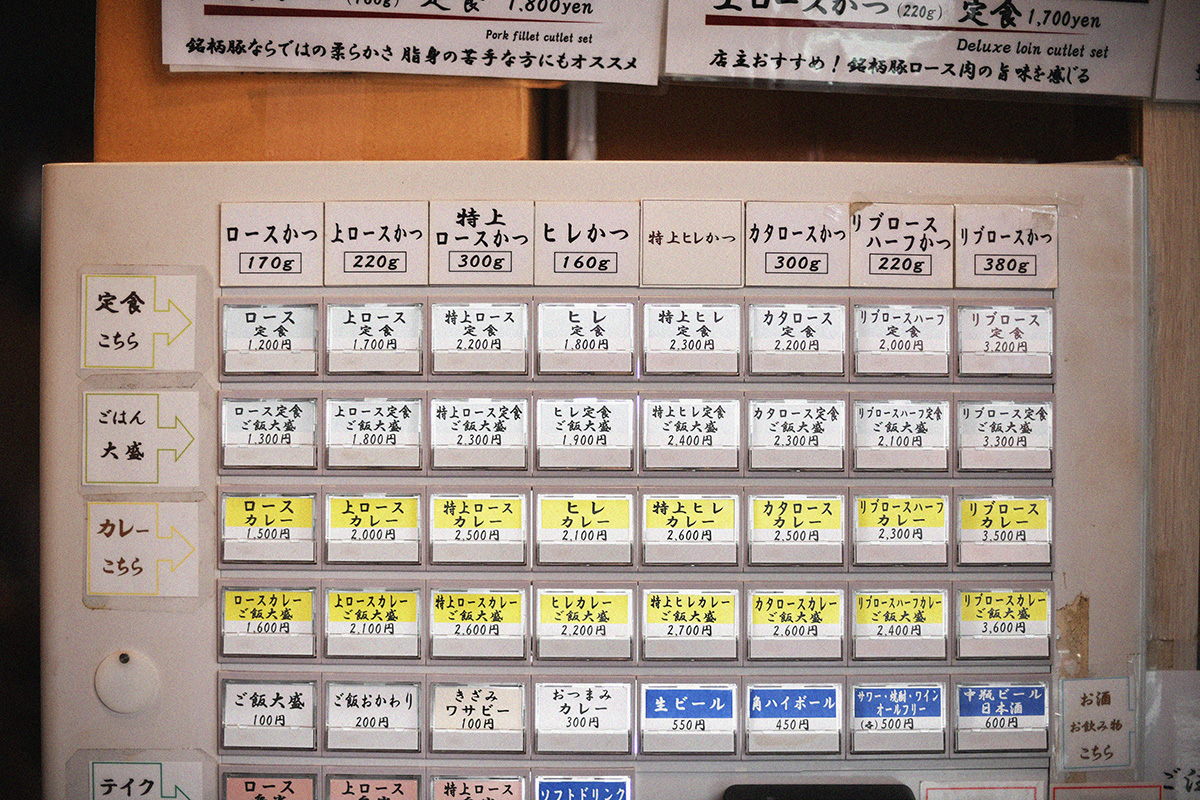 (160g) 定食 1,800yen
Pork fillet cutlet set
銘柄豚ならではの柔らかさ 脂身の苦手な方にもオススメ
上ロースかつ (220g) 定食 1,700yen
Deluxe loin cutlet set
店主おすすめ！銘柄豚ロース肉の旨味を感じる
ロースかつ
170g
上ロースかつ
220g
特上
ロースかつ
300g
ヒレかつ
160g
特上ヒレかつ
カタロースかつ
300g
リブロース
ハーフかつ
220g
リブロースかつ
380g
定食
こちら
ロース
定食
1,200円
上ロース
定食
1,700円
特上ロース
定食
2,200円
ヒレ
定食
1,800円
特上ヒレ
定食
2,300円
カタロース
定食
2,200円
リブロースハーフ
定食
2,000円
リブロース
定食
3,200円
ごはん
大盛
ロース定食
ご飯大盛
1,300円
上ロース定食
ご飯大盛
1,800円
特上ロース定食
ご飯大盛
2,300円
ヒレ定食
ご飯大盛
1,900円
特上ヒレ定食
ご飯大盛
2,400円
カタロース定食
ご飯大盛
2,300円
リブロースハーフ定食
ご飯大盛
2,100円
リブロース定食
ご飯大盛
3,300円
カレー
こちら
ロース
カレー
1,500円
上ロース
カレー
2,000円
特上ロース
カレー
2,500円
ヒレ
カレー
2,100円
特上ヒレ
カレー
2,600円
カタロース
カレー
2,500円
リブロースハーフ
カレー
2,300円
リブロース
カレー
3,500円
ロースカレー
ご飯大盛
1,600円
上ロースカレー
ご飯大盛
2,100円
特上ロースカレー
ご飯大盛
2,600円
ヒレカレー
ご飯大盛
2,200円
特上ヒレカレー
ご飯大盛
2,700円
カタロースカレー
ご飯大盛
2,600円
リブロースハーフカレー
ご飯大盛
2,400円
リブロースカレー
ご飯大盛
3,600円
ご飯大盛
100円
ご飯おかわり
200円
きざみ
ワサビー
100円
おつまみ
カレー
300円
生ビール
550円
角ハイボール
450円
サワー・焼酎・ワイン
オールフリー
500円
中瓶ビール
日本酒
600円
お酒
お飲み物
こちら
テイク
ロース
上ロース
特上ロース
ソフトドリンク